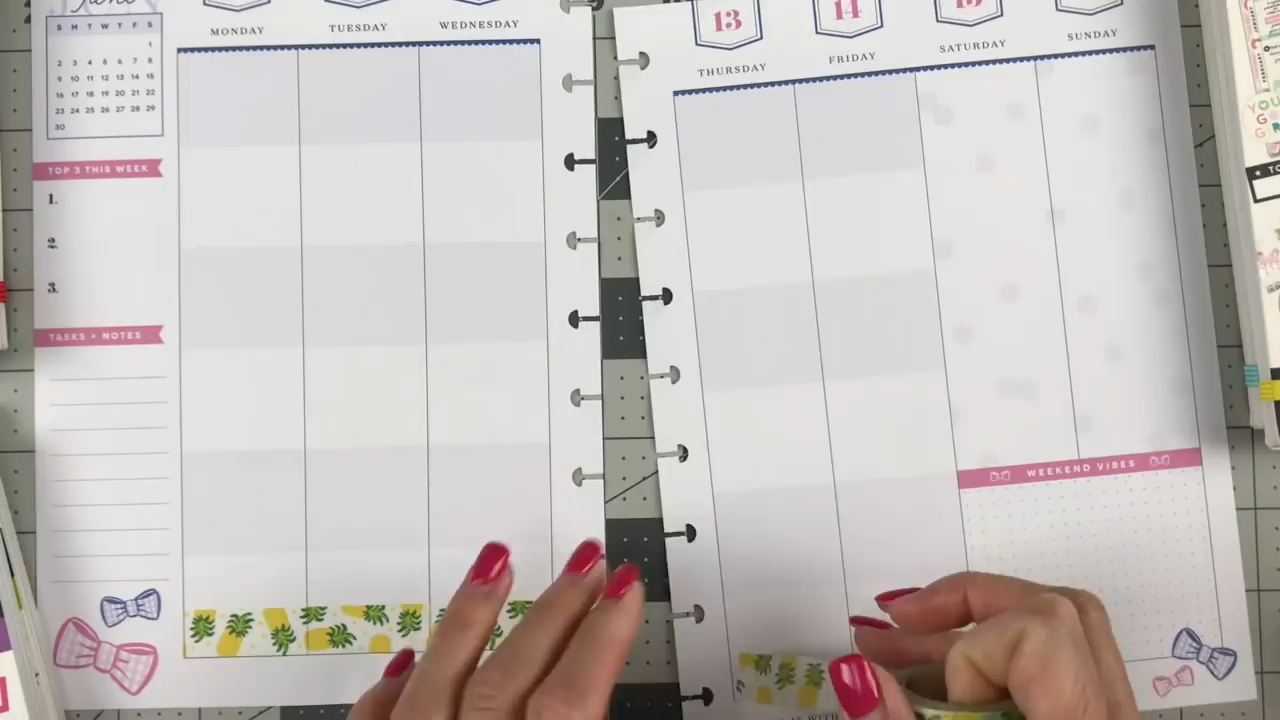 June
S M T W T F S
1
2 3 4 5 6 7 8
9 10 11 12 13 14 15
16 17 18 19 20 21 22
23 24 25 26 27 28 29
30
MONDAY
TUESDAY
WEDNESDAY
13
THURSDAY
14
FRIDAY
15
SATURDAY
SUNDAY
TOP 3 THIS WEEK
1.
2.
3.
TASKS + NOTES
WEEKEND VIBES